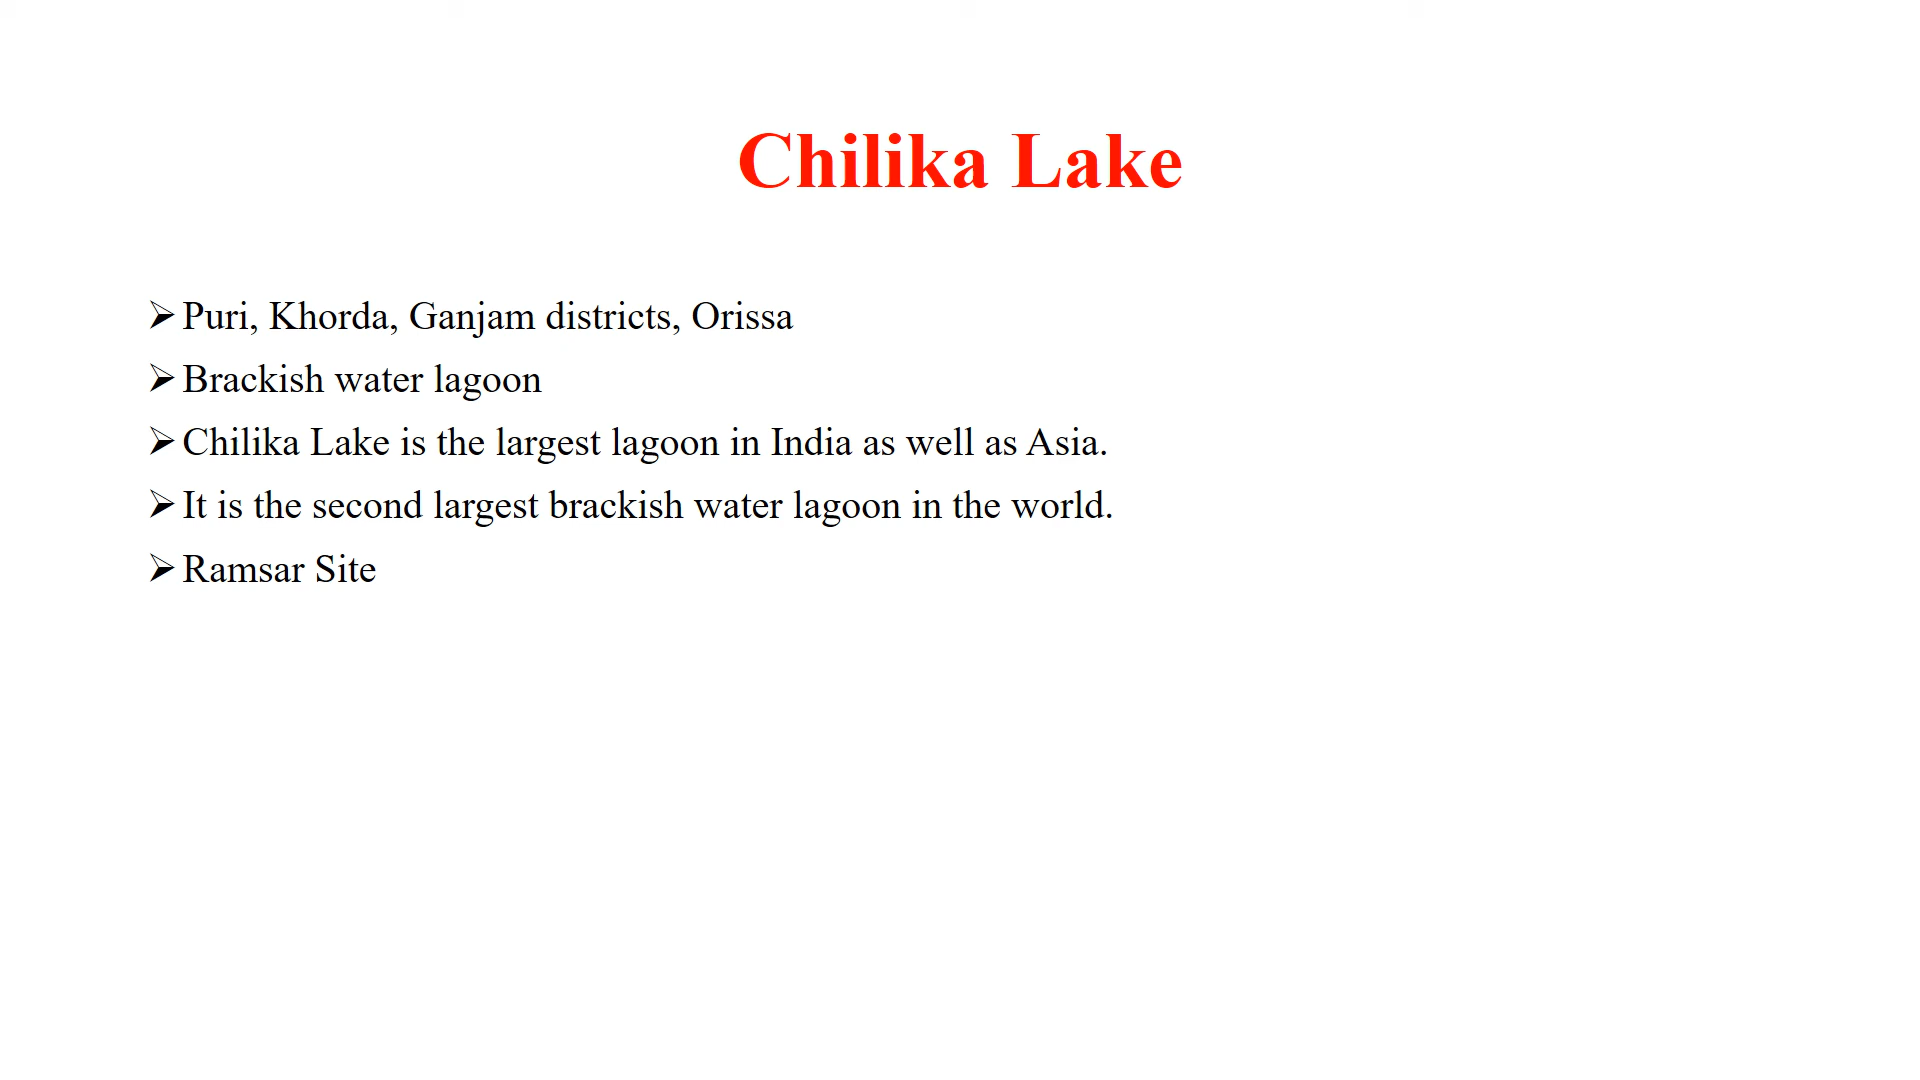 Chilika Lake
➢Puri, Khorda, Ganjam districts, Orissa
➢Brackish water lagoon
➢Chilika Lake is the largest lagoon in India as well as Asia.
➢It is the second largest brackish water lagoon in the world.
➢Ramsar Site